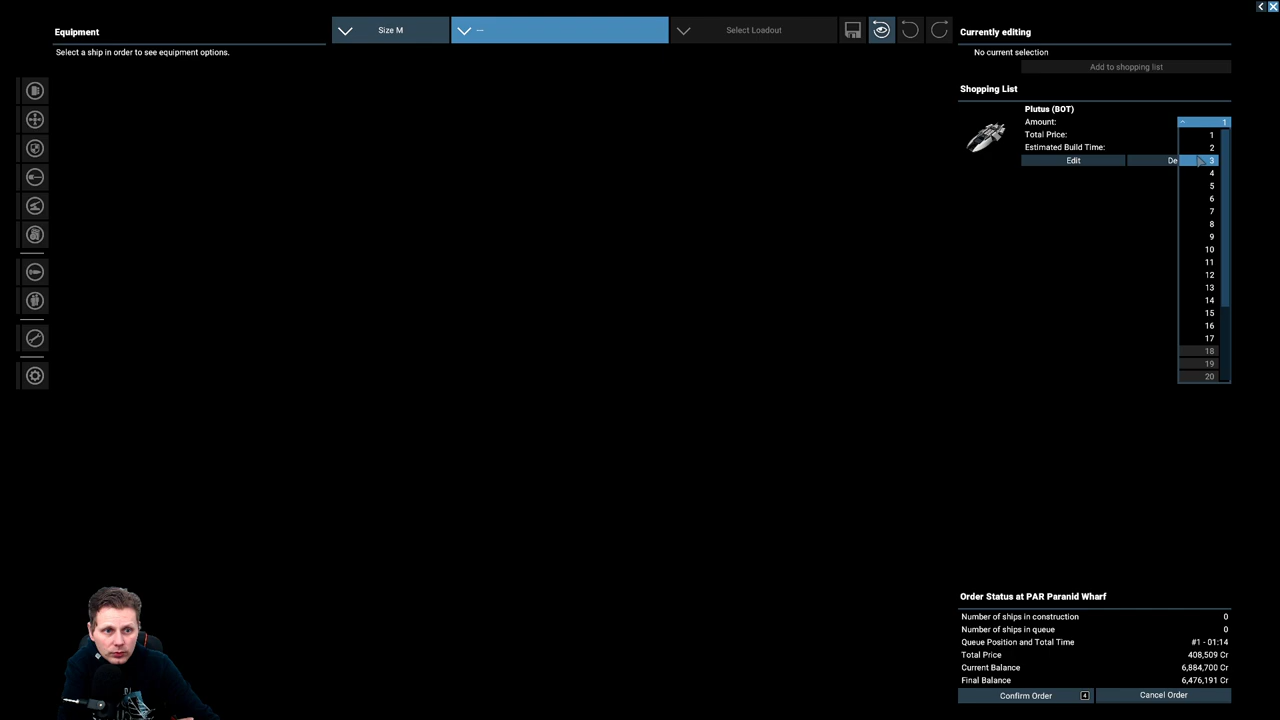 Equipment
Select a ship in order to see equipment options.
Size M
--
Select Loadout
Currently editing
No current selection
Add to shopping list
Shopping List
Plutus (BOT)
Amount: 1
Total Price:
Estimated Build Time:
Edit
De
1
2
3
4
5
6
7
8
9
10
11
12
13
14
15
16
17
18
19
20
Order Status at PAR Paranid Wharf
Number of ships in construction 0
Number of ships in queue 0
Queue Position and Total Time #1 - 01:14
Total Price 408,509 Cr
Current Balance 6,884,700 Cr
Final Balance 6,476,191 Cr
Confirm Order 4
Cancel Order